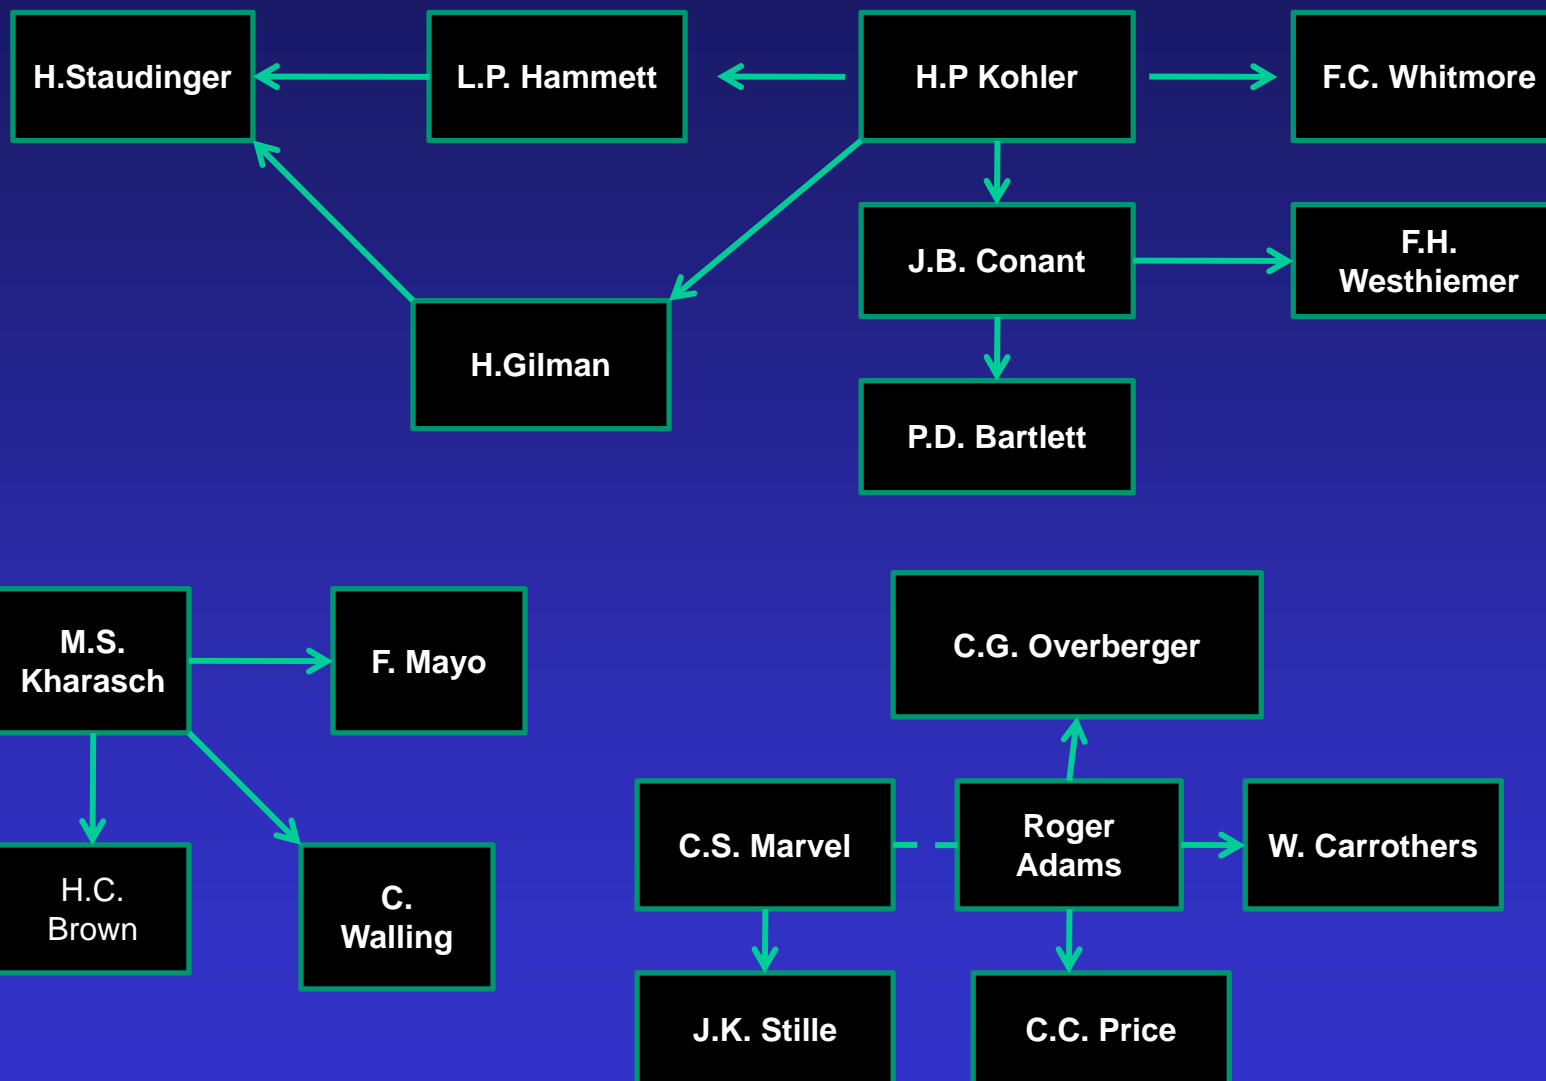 H.Staudinger
L.P. Hammett
H.P Kohler
F.C. Whitmore
J.B. Conant
F.H.
Westhiemer
H.Gilman
P.D. Bartlett
M.S.
Kharasch
F. Mayo
C.G. Overberger
H.C.
Brown
C.
Walling
C.S. Marvel
Roger
Adams
W. Carrothers
J.K. Stille
C.C. Price